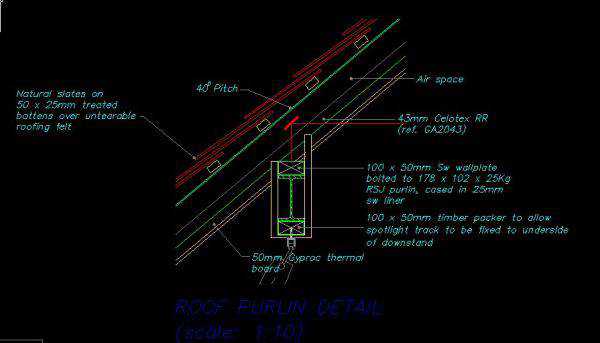 40° Pitch
Air space
Natural slates on
50 x 25mm treated
battens over untearable
roofing felt
43mm Celotex RR
(ref. GA2043)
100 x 50mm Sw wallplate
bolted to 178 x 102 x 25Kg
RSJ purlin, cased in 25mm
sw liner
100 x 50mm timber packer to allow
spotlight track to be fixed to underside
of downstand
50mm Gyproc thermal
board
ROOF PURLIN DETAIL
(scale: 1:10)